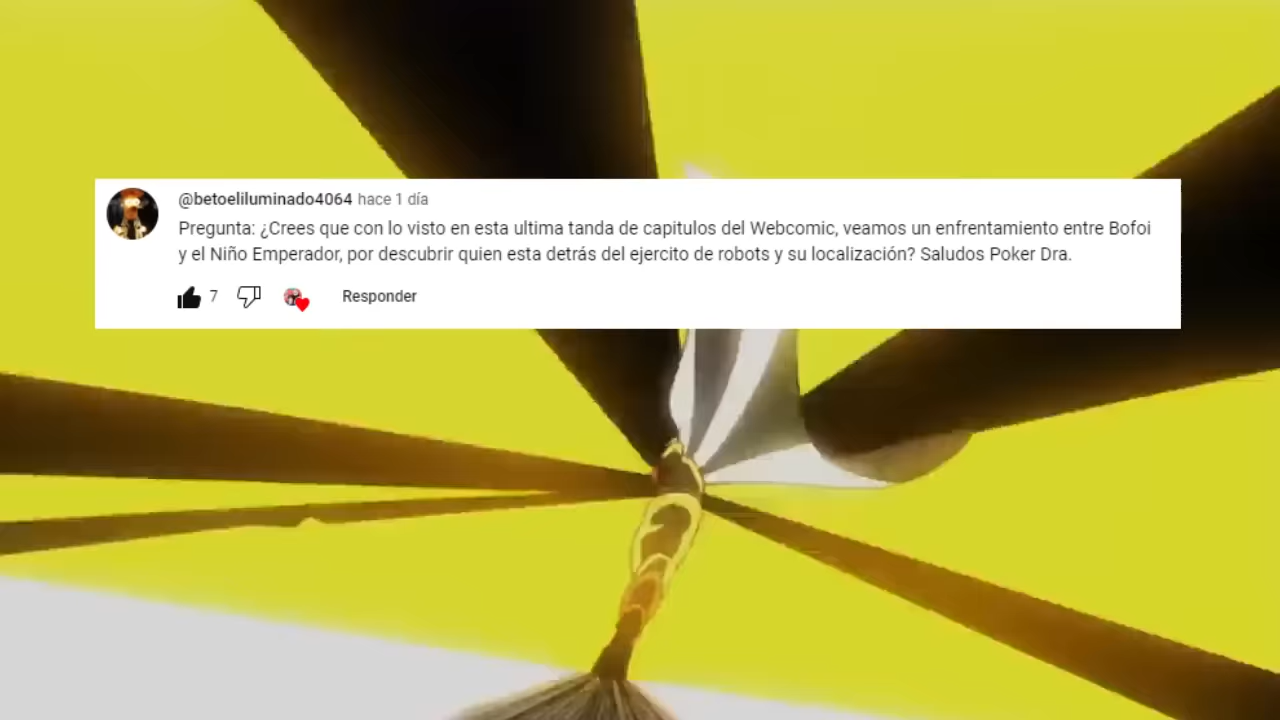 @betoeliluminado4064 hace 1 día
Pregunta: ¿Crees que con lo visto en esta ultima tanda de capitulos del Webcomic, veamos un enfrentamiento entre Bofoi
y el Niño Emperador, por descubrir quien esta detrás del ejercito de robots y su localización? Saludos Poker Dra.
7 Responder